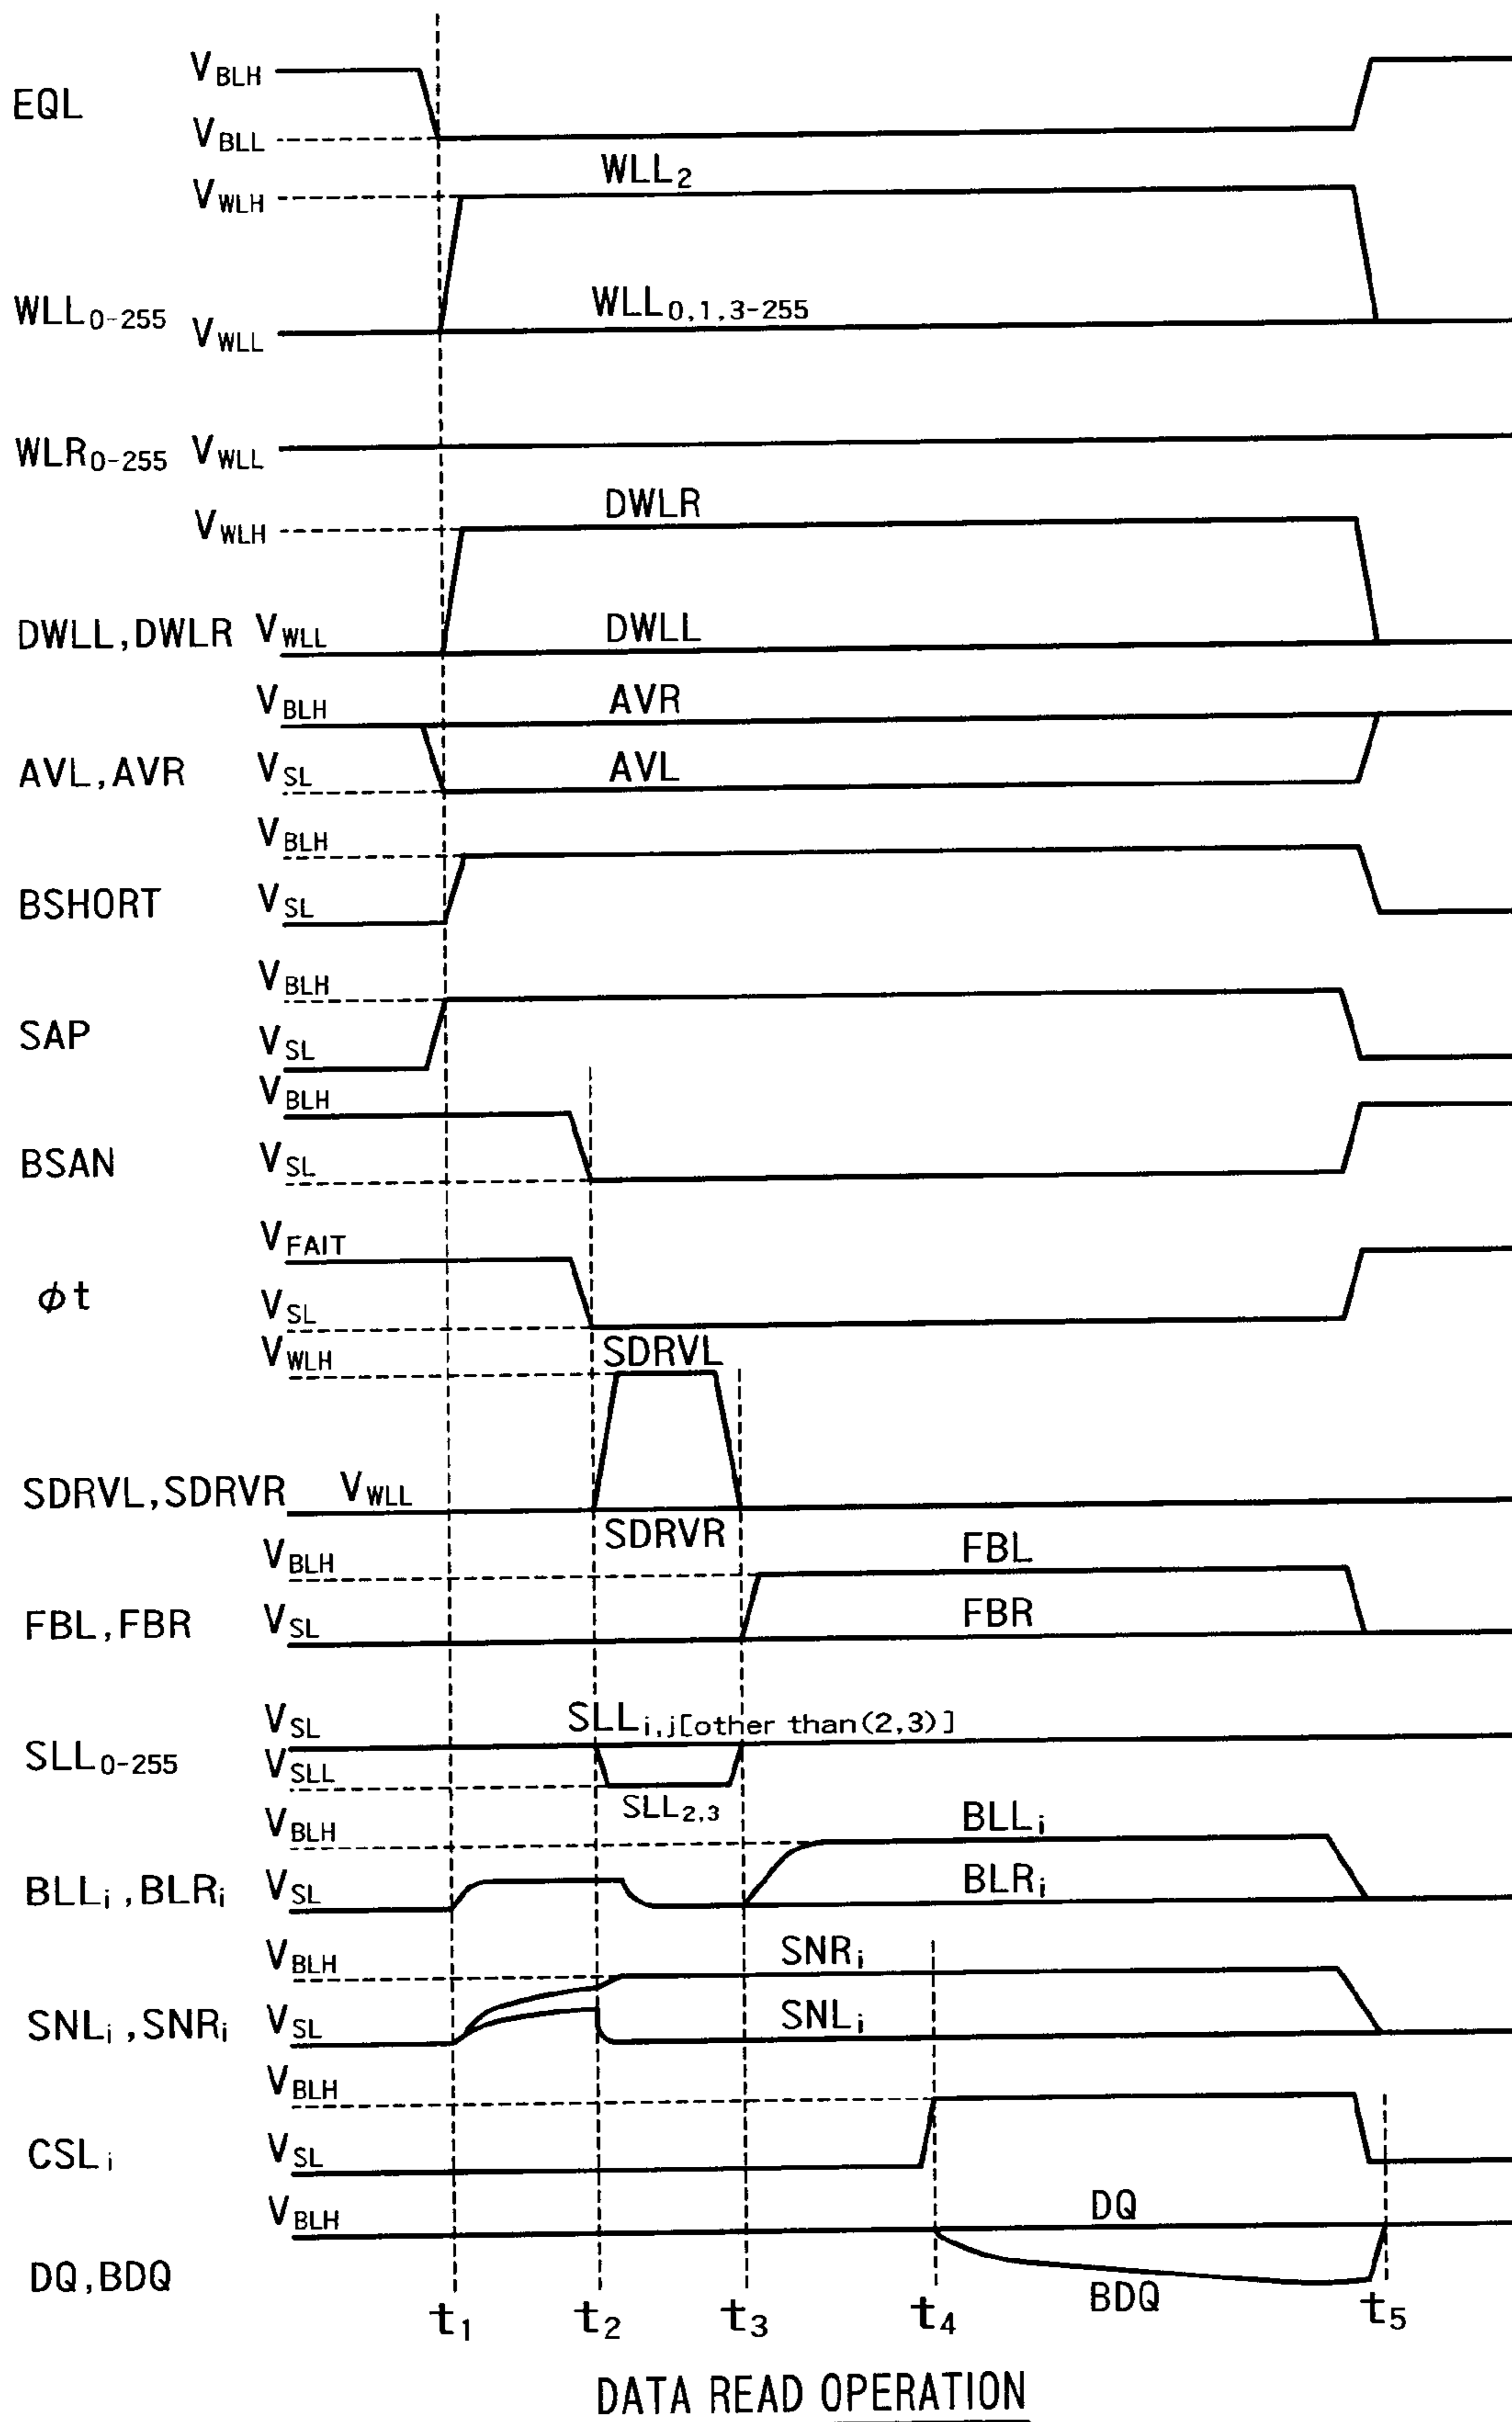 V_BLH
EQL
V_BLL
WLL_2
V_WLH
WLL_0-255
WLL_0,1,3-255
V_WLL
WLR_0-255 V_WLL
DWLR
V_WLH
DWLL,DWLR V_WLL
DWLL
V_BLH
AVR
AVL,AVR
V_SL
AVL
V_BLH
BSHORT
V_SL
V_BLH
SAP
V_SL
V_BLH
BSAN
V_SL
V_FAIT
φt
V_SL
V_WLH
SDRVL
SDRVL,SDRVR V_WLL
SDRVR
V_BLH
FBL
FBL,FBR
V_SL
FBR
V_SL
SLL_i,j[other than(2,3)]
SLL_0-255
V_SLL
SLL_2,3
V_BLH
BLL_i
BLL_i,BLR_i
V_SL
BLR_i
V_BLH
SNR_i
SNL_i,SNR_i
V_SL
SNL_i
V_BLH
CSL_i
V_SL
V_BLH
DQ
DQ,BDQ
BDQ
t_1 t_2 t_3 t_4 t_5
DATA READ OPERATION